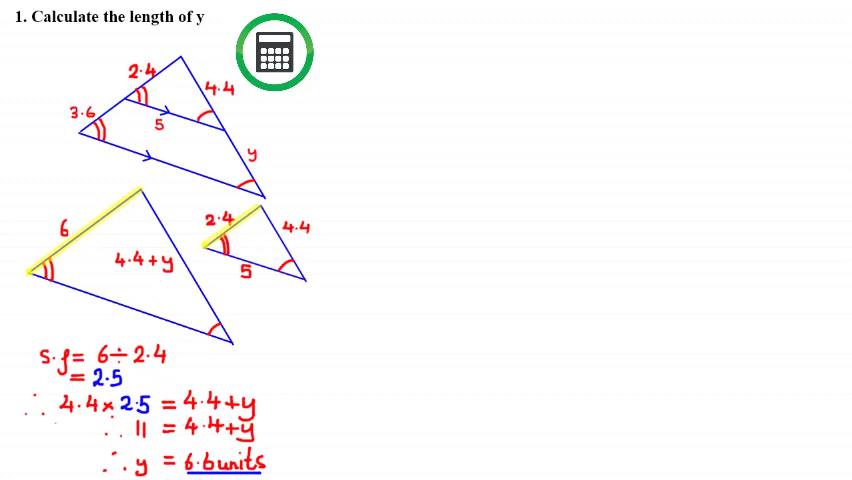 1. Calculate the length of y
2.4
4.4
3.6
5
y
6
4.4+y
2.4
4.4
5
s.f = 6÷2.4
= 2.5
∴ 4.4×2.5 = 4.4+y
∴ 11 = 4.4+y
∴ y = 6.6units